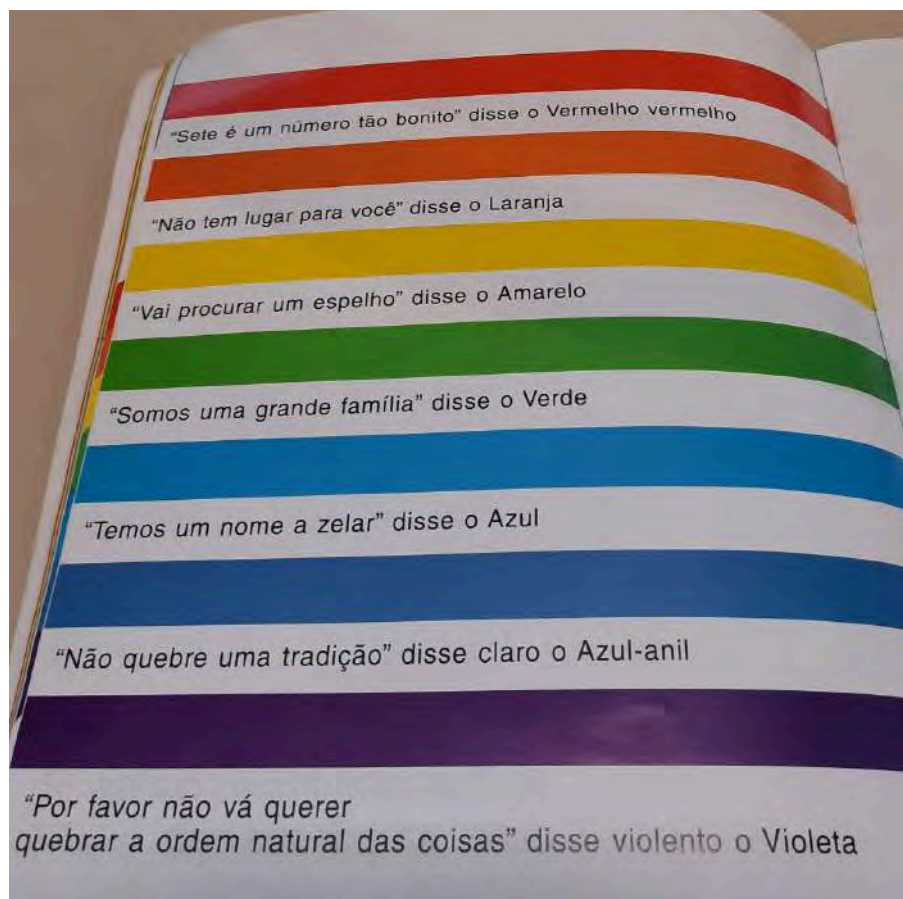 “Sete é um número tão bonito” disse o Vermelho vermelho
“Não tem lugar para você” disse o Laranja
“Vai procurar um espelho” disse o Amarelo
“Somos uma grande família” disse o Verde
“Temos um nome a zelar” disse o Azul
“Não quebre uma tradição” disse claro o Azul-anil
“Por favor não vá querer
quebrar a ordem natural das coisas” disse violento o Violeta